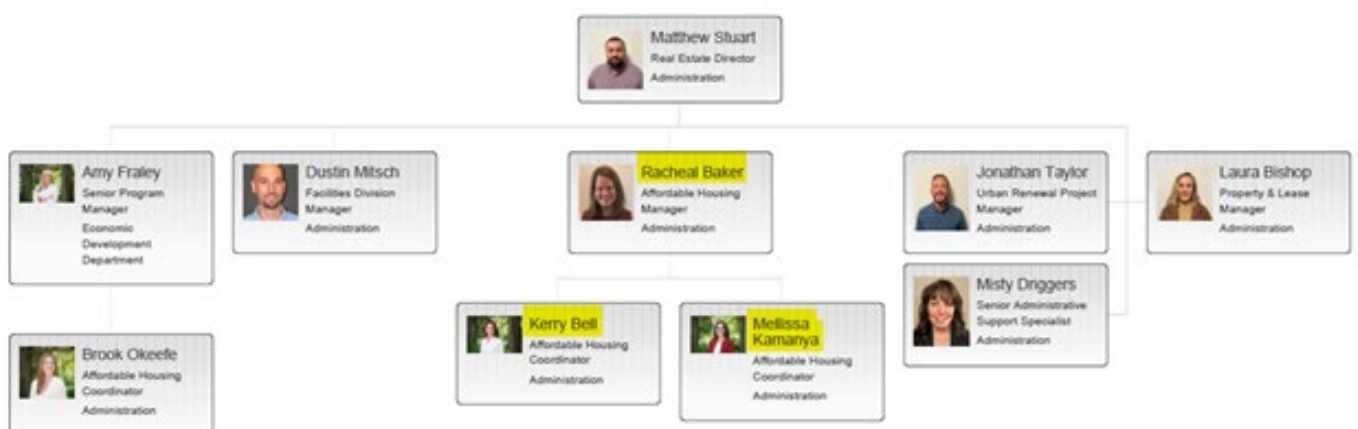 Matthew Stuart
Real Estate Director
Administration
Amy Fraley
Senior Program
Manager
Economic
Development
Department
Dustin Mitsch
Facilities Division
Manager
Administration
Racheal Baker
Affordable Housing
Manager
Administration
Jonathan Taylor
Urban Renewal Project
Manager
Administration
Laura Bishop
Property & Lease
Manager
Administration
Misty Driggers
Senior Administrative
Support Specialist
Administration
Kerry Bell
Affordable Housing
Coordinator
Administration
Mellissa
Kamanya
Affordable Housing
Coordinator
Administration
Brook Okeefe
Affordable Housing
Coordinator
Administration